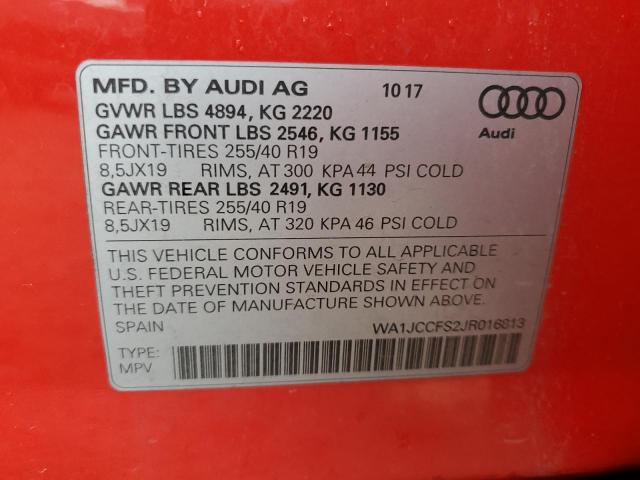 MFD. BY AUDI AG 10 17
GVWR LBS 4894, KG 2220
GAWR FRONT LBS 2546, KG 1155
FRONT-TIRES 255/40 R19
8,5JX19 RIMS, AT 300 KPA 44 PSI COLD
GAWR REAR LBS 2491, KG 1130
REAR-TIRES 255/40 R19
8,5JX19 RIMS, AT 320 KPA 46 PSI COLD
Audi
THIS VEHICLE CONFORMS TO ALL APPLICABLE
U.S. FEDERAL MOTOR VEHICLE SAFETY AND
THEFT PREVENTION STANDARDS IN EFFECT ON
THE DATE OF MANUFACTURE SHOWN ABOVE.
SPAIN WA1JCCFS2JR016813
TYPE:
MPV